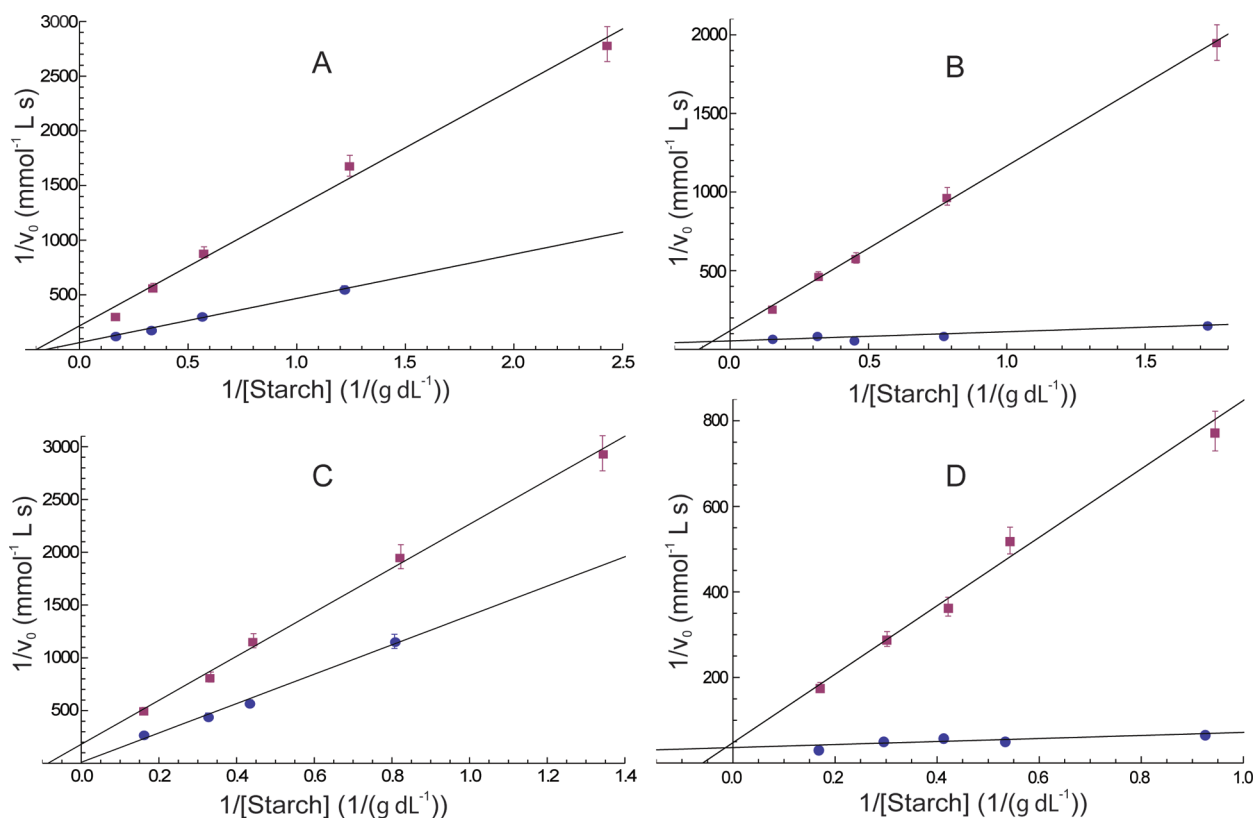 A
3000
2500
2000
1500
1000
500
0.0 0.5 1.0 1.5 2.0 2.5
1/v₀ (mmol⁻¹ L s)
1/[Starch] (1/(g dL⁻¹))
B
2000
1500
1000
500
0.0 0.5 1.0 1.5
1/v₀ (mmol⁻¹ L s)
1/[Starch] (1/(g dL⁻¹))
C
3000
2500
2000
1500
1000
500
0.0 0.2 0.4 0.6 0.8 1.0 1.2 1.4
1/v₀ (mmol⁻¹ L s)
1/[Starch] (1/(g dL⁻¹))
D
800
600
400
200
0.0 0.2 0.4 0.6 0.8 1.0
1/v₀ (mmol⁻¹ L s)
1/[Starch] (1/(g dL⁻¹))